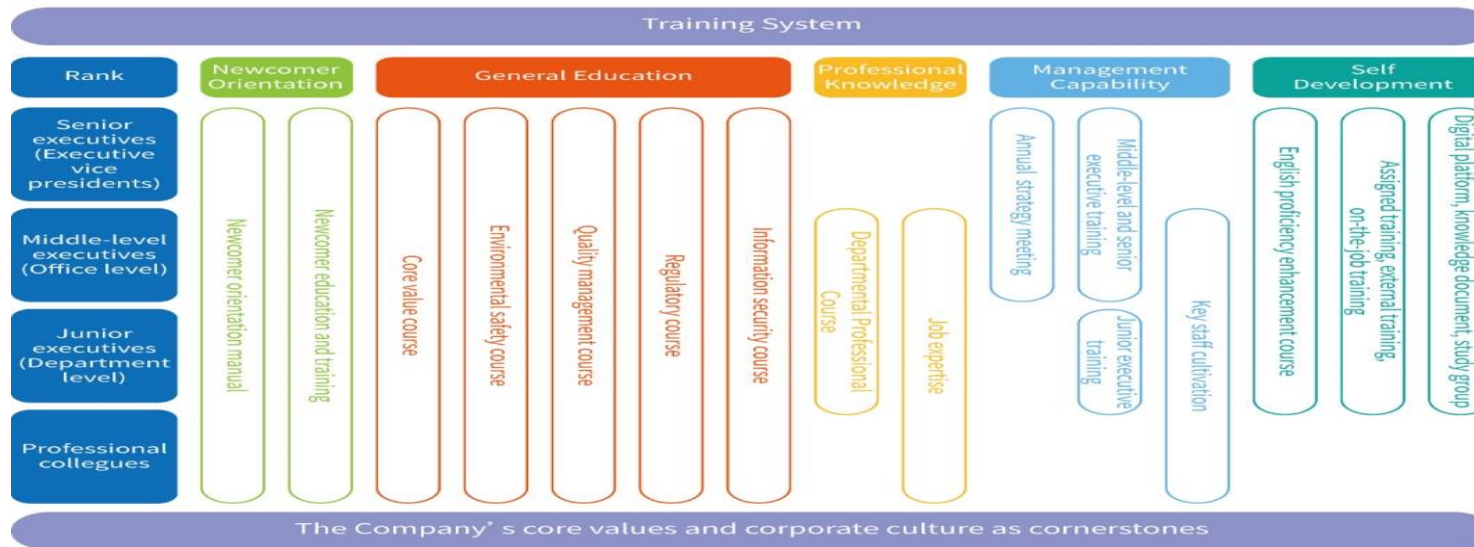 Training System
Rank
Newcomer
Orientation
General Education
Professional
Knowledge
Management
Capability
Self
Development
Senior
executives
(Executive
vice
presidents)
Middle-level
executives
(Office level)
Junior
executives
(Department
level)
Professional
collegues
Newcomer orientation manual
Newcomer education and training
Core value course
Environmental safety course
Quality management course
Regulatory course
Information security course
Departmental Professional
Course
Job expertise
Annual strategy meeting
Middle-level and senior
executive training
Junior executive
training
Key staff cultivation
English proficiency enhancement course
Assigned training, external training,
on-the-job training
Digital platform, knowledge document, study group
The Company's core values and corporate culture as cornerstones